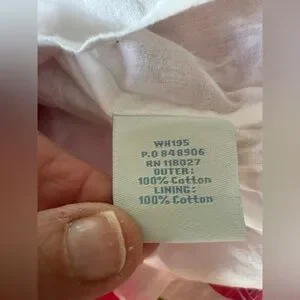 WH195
P.O 848906
RN 118027
OUTER:
100% Cotton
LINING:
100% Cotton